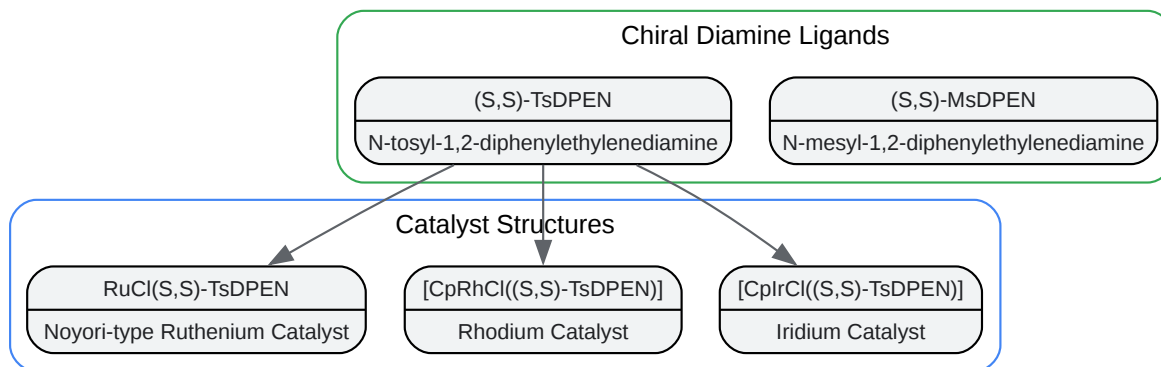 Chiral Diamine Ligands
(S,S)-TsDPEN
N-tosyl-1,2-diphenylethylenediamine
(S,S)-MsDPEN
N-mesyl-1,2-diphenylethylenediamine
Catalyst Structures
RuCl(S,S)-TsDPEN
Noyori-type Ruthenium Catalyst
[CpRhCl((S,S)-TsDPEN)]
Rhodium Catalyst
[CpIrCl((S,S)-TsDPEN)]
Iridium Catalyst